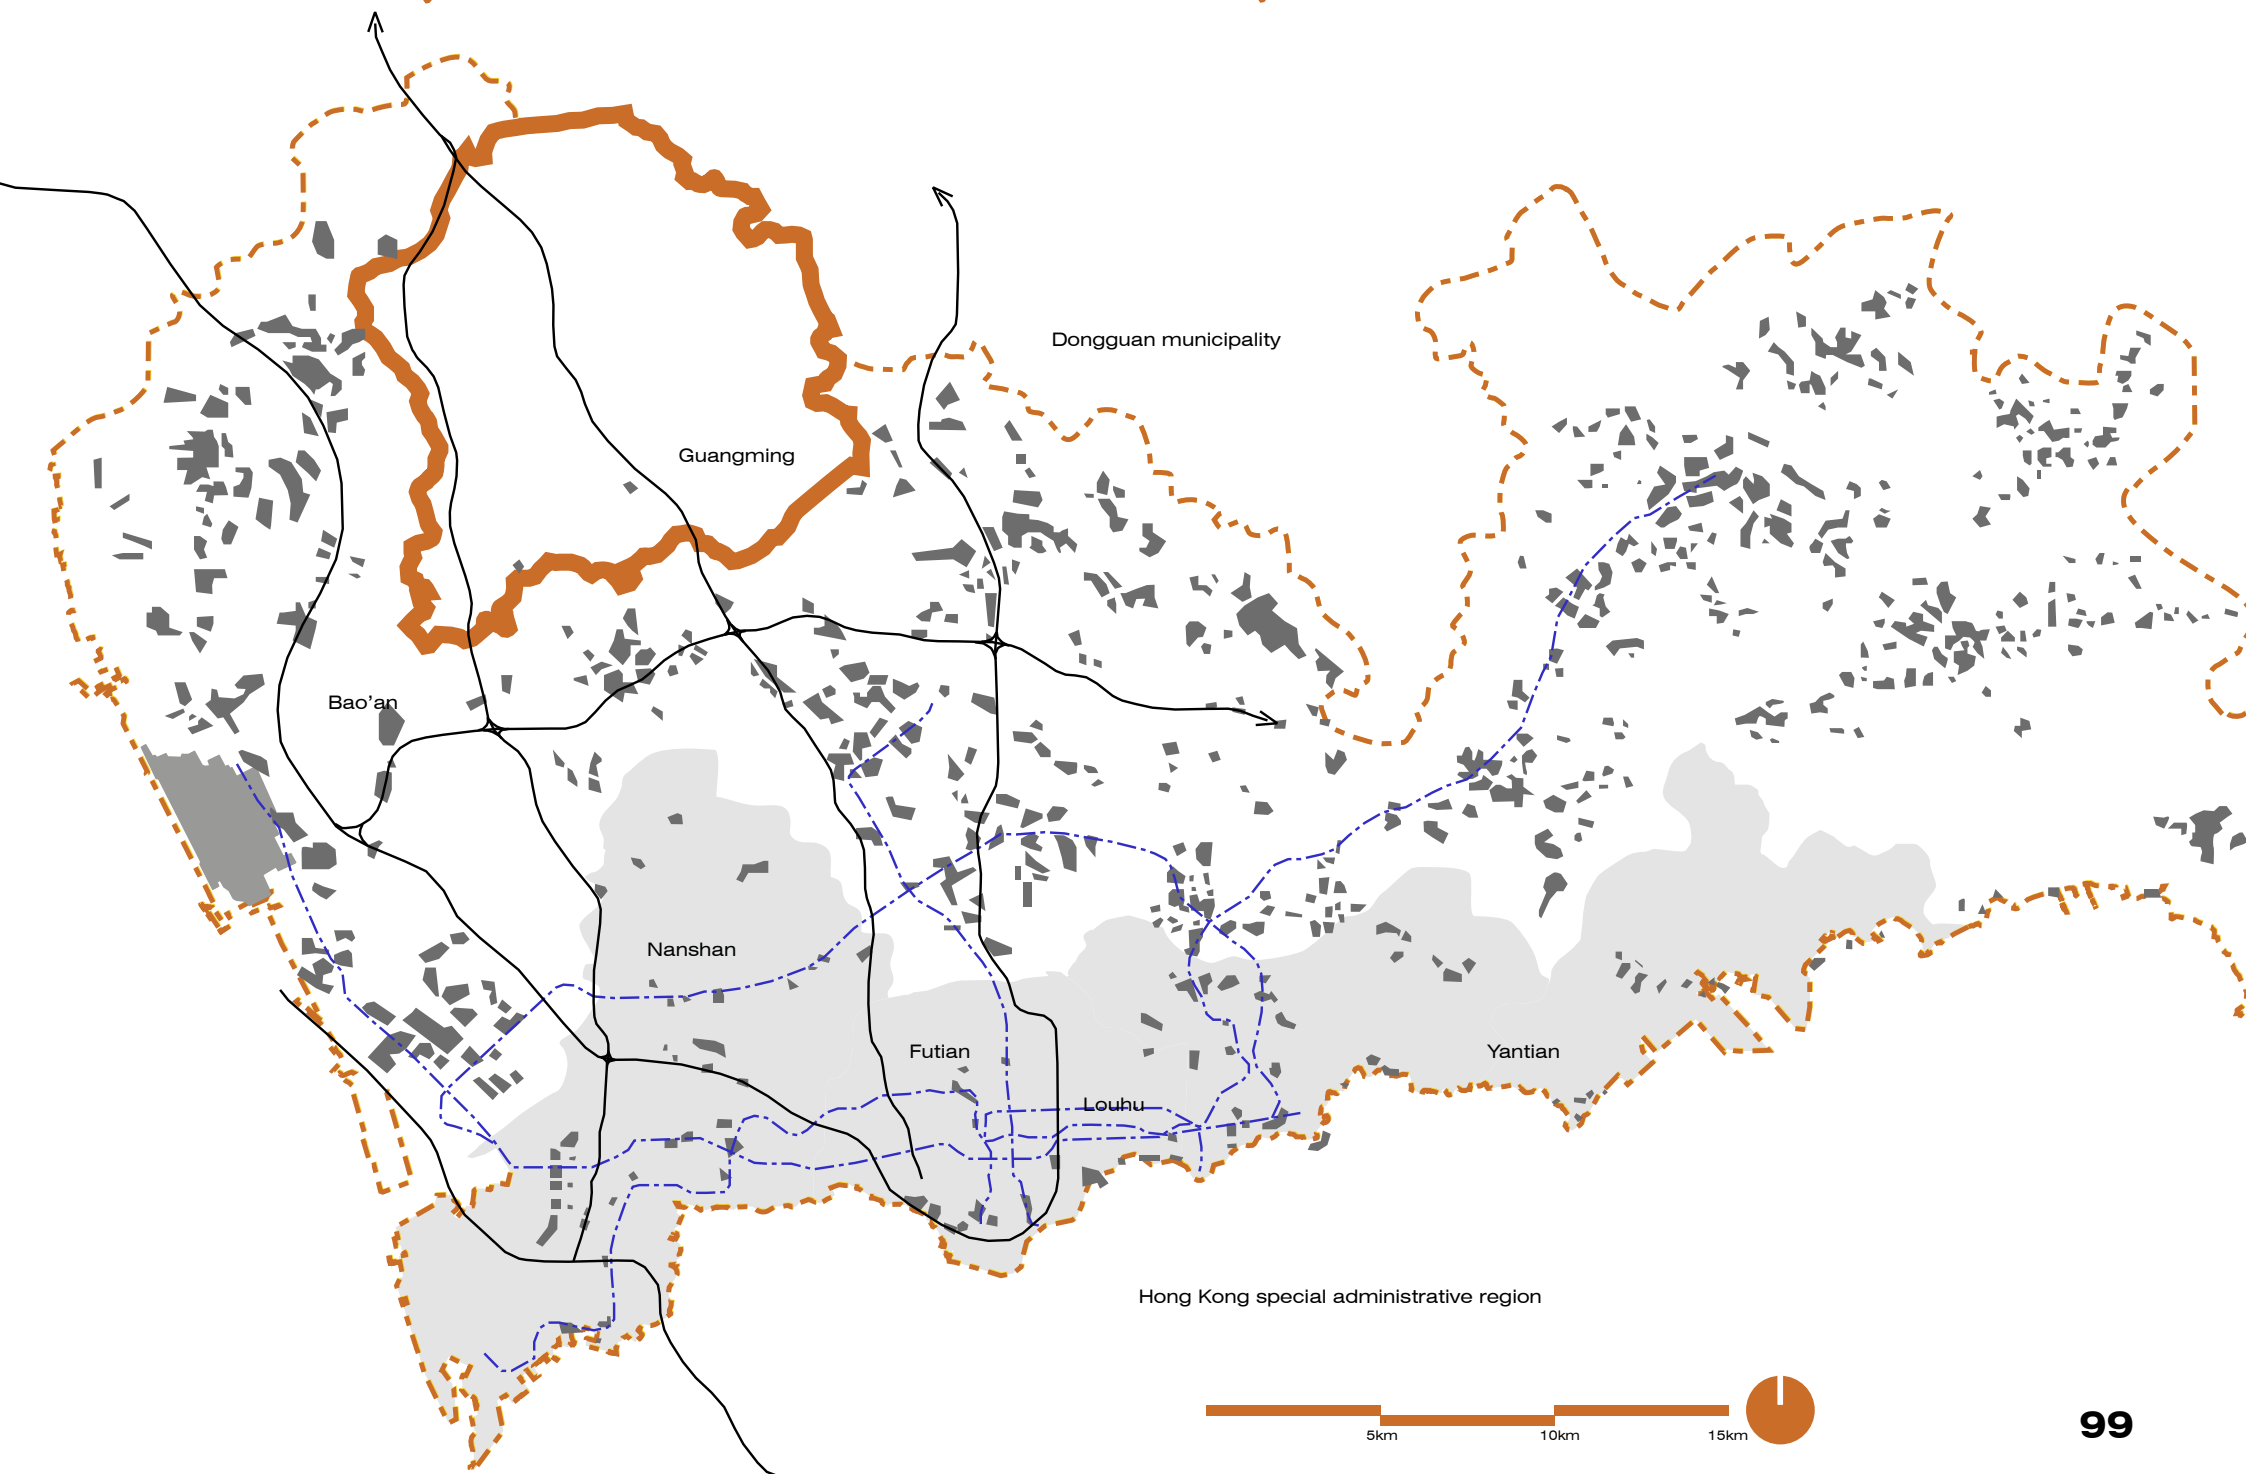 Dongguan municipality
Guangming
Bao’an
Nanshan
Futian
Yantian
Louhu
Hong Kong special administrative region
5km
10km
15km
99